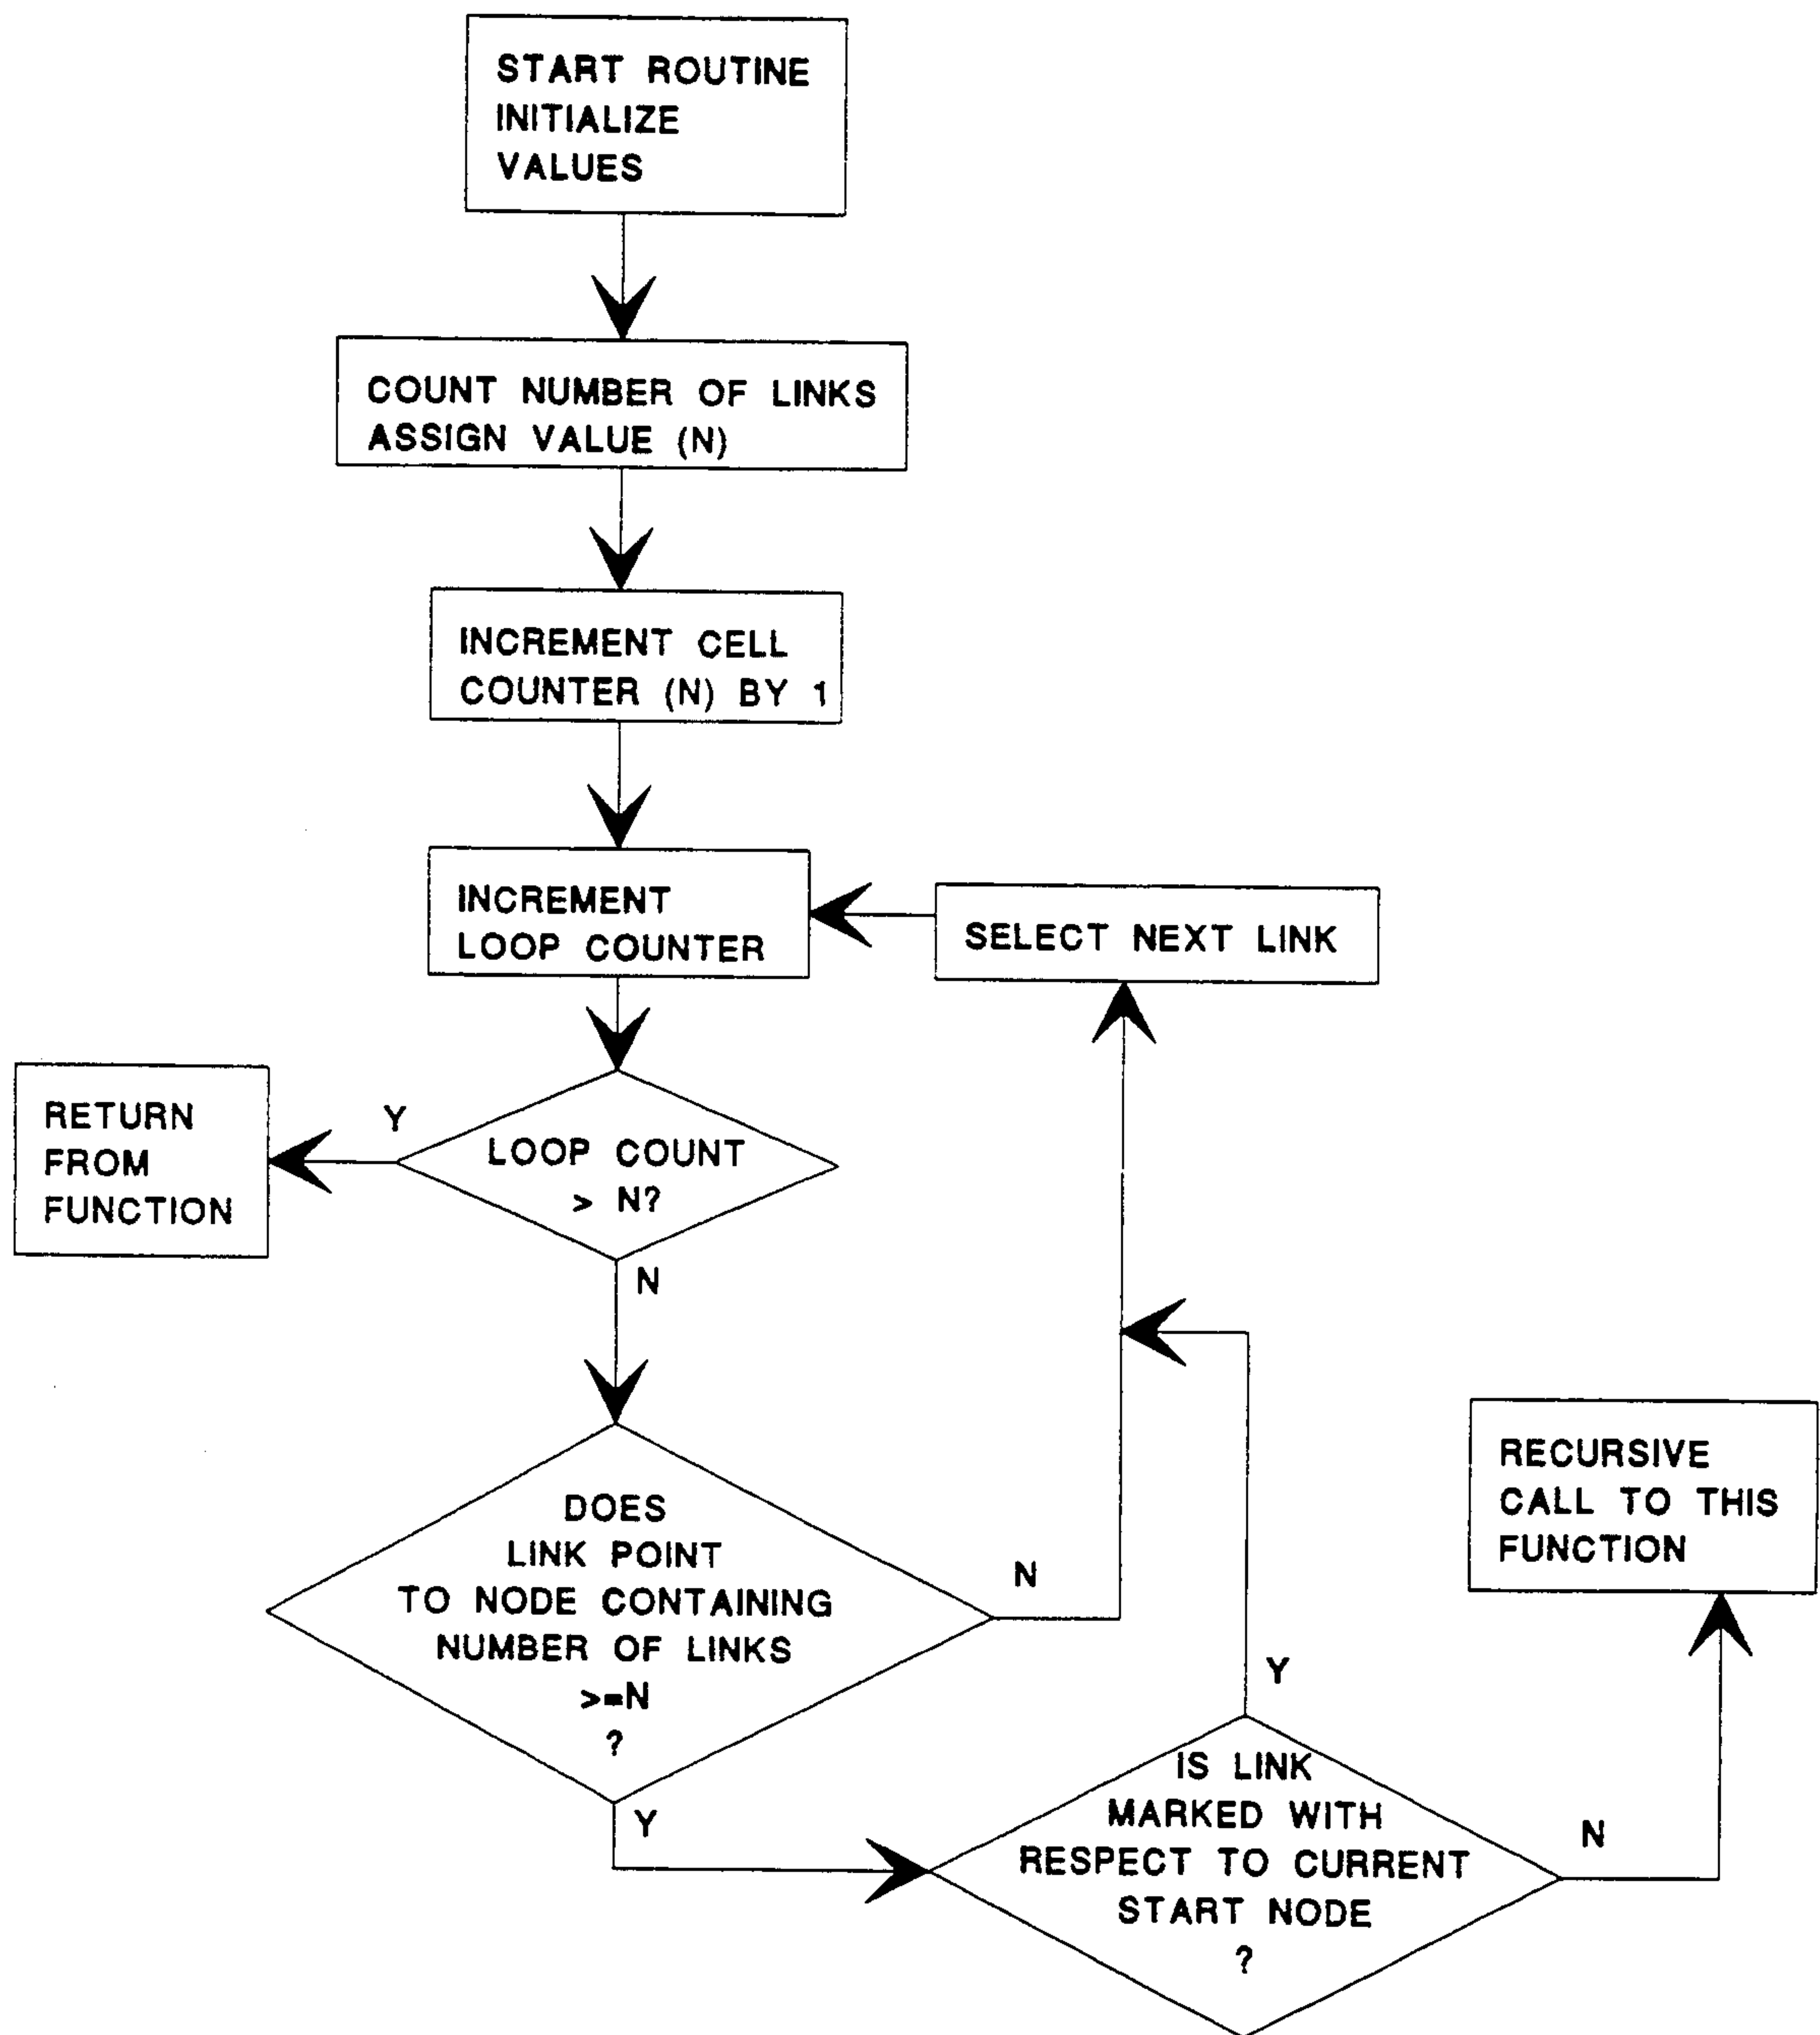 START ROUTINE
INITIALIZE
VALUES
COUNT NUMBER OF LINKS
ASSIGN VALUE (N)
INCREMENT CELL
COUNTER (N) BY 1
INCREMENT
LOOP COUNTER
SELECT NEXT LINK
RETURN
FROM
FUNCTION
Y
LOOP COUNT
> N?
N
DOES
LINK POINT
TO NODE CONTAINING
NUMBER OF LINKS
>=N
?
N
Y
RECURSIVE
CALL TO THIS
FUNCTION
Y
IS LINK
MARKED WITH
RESPECT TO CURRENT
START NODE
?
N